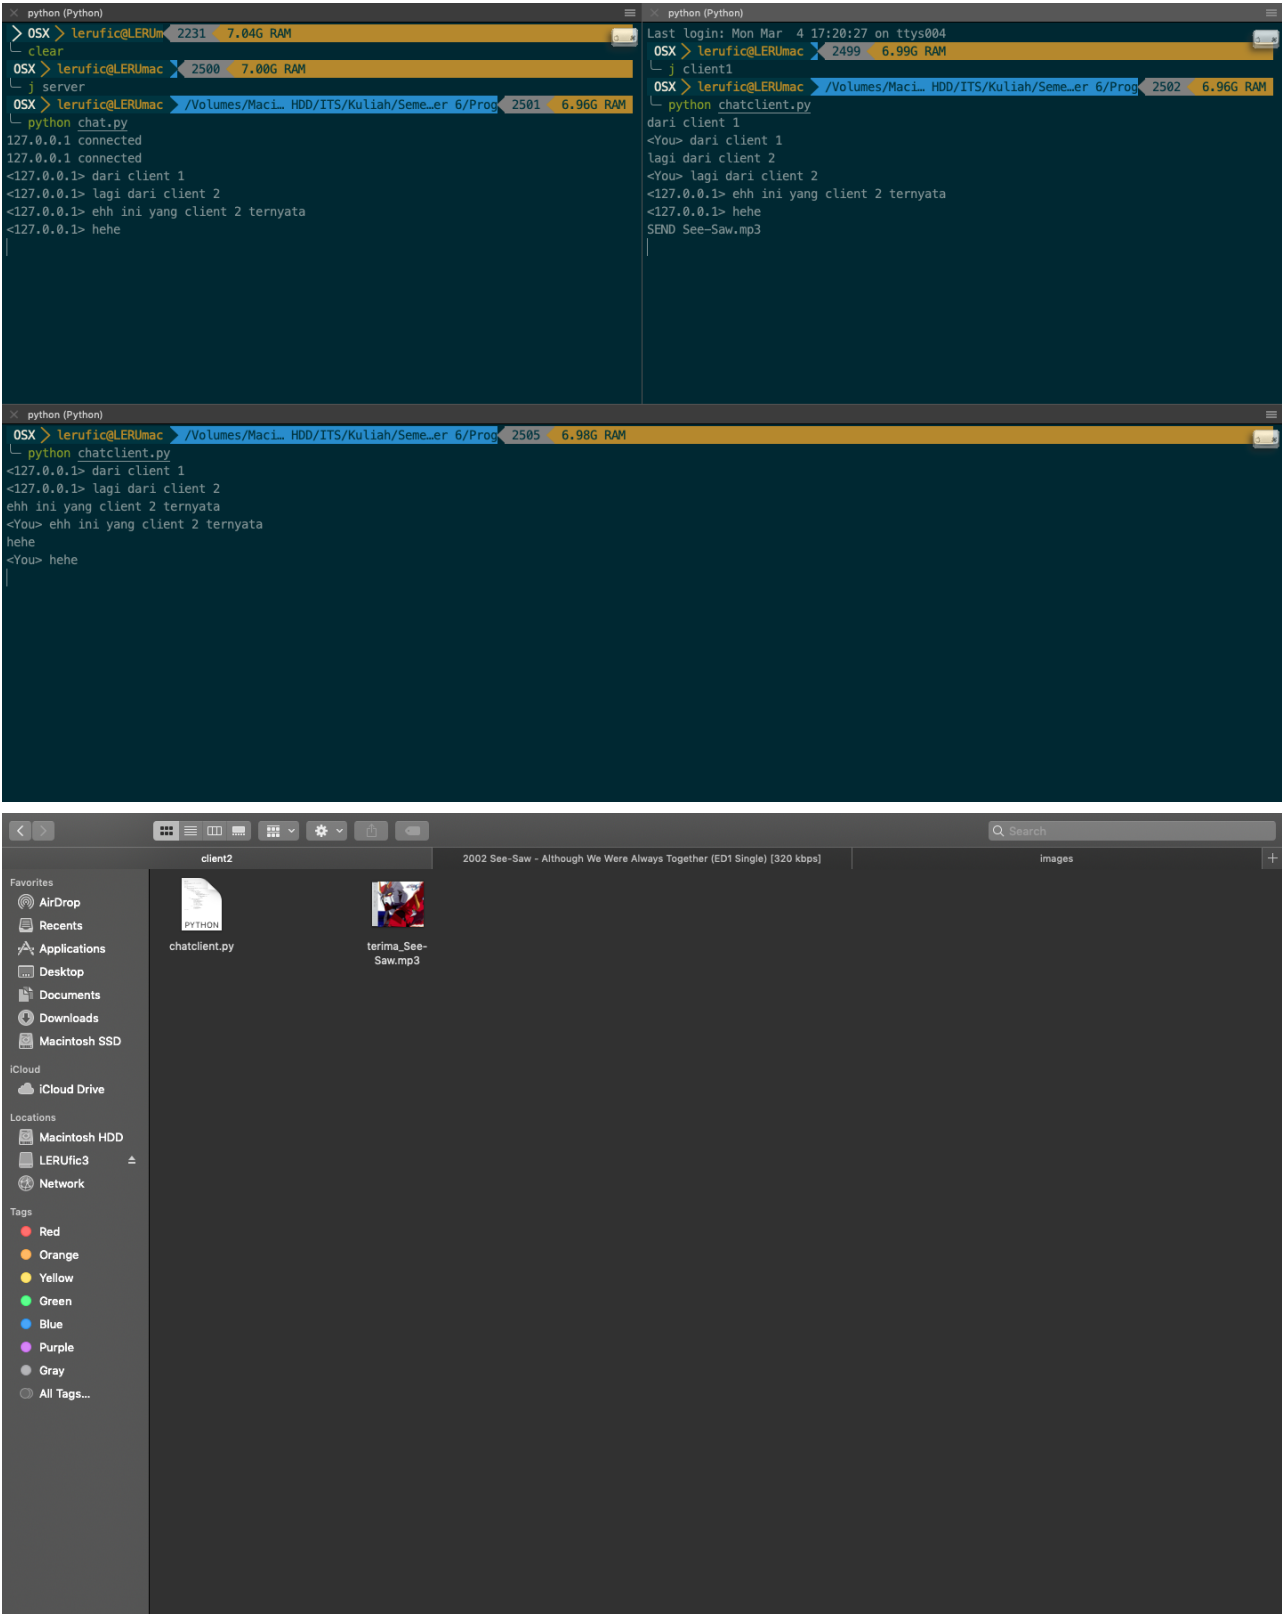 python (Python)
OSX lerufic@LERUm 2231 7.04G RAM
clear
OSX lerufic@LERUmac 2500 7.00G RAM
j server
OSX lerufic@LERUmac /Volumes/Maci… HDD/ITS/Kuliah/Seme…er 6/Prog 2501 6.96G RAM
python chat.py
127.0.0.1 connected
127.0.0.1 connected
<127.0.0.1> dari client 1
<127.0.0.1> lagi dari client 2
<127.0.0.1> ehh ini yang client 2 ternyata
<127.0.0.1> hehe
python (Python)
Last login: Mon Mar  4 17:20:27 on ttys004
OSX lerufic@LERUmac 2499 6.99G RAM
j client1
OSX lerufic@LERUmac /Volumes/Maci… HDD/ITS/Kuliah/Seme…er 6/Prog 2502 6.96G RAM
python chatclient.py
dari client 1
<You> dari client 1
lagi dari client 2
<You> lagi dari client 2
<127.0.0.1> ehh ini yang client 2 ternyata
<127.0.0.1> hehe
SEND See-Saw.mp3
python (Python)
OSX lerufic@LERUmac /Volumes/Maci… HDD/ITS/Kuliah/Seme…er 6/Prog 2505 6.98G RAM
python chatclient.py
<127.0.0.1> dari client 1
<127.0.0.1> lagi dari client 2
ehh ini yang client 2 ternyata
<You> ehh ini yang client 2 ternyata
hehe
<You> hehe
Search
client2
2002 See-Saw - Although We Were Always Together (ED1 Single) [320 kbps]
images
Favorites
AirDrop
Recents
Applications
Desktop
Documents
Downloads
Macintosh SSD
iCloud
iCloud Drive
Locations
Macintosh HDD
LERUfic3
Network
Tags
Red
Orange
Yellow
Green
Blue
Purple
Gray
All Tags...
PYTHON
chatclient.py
terima_See-
Saw.mp3